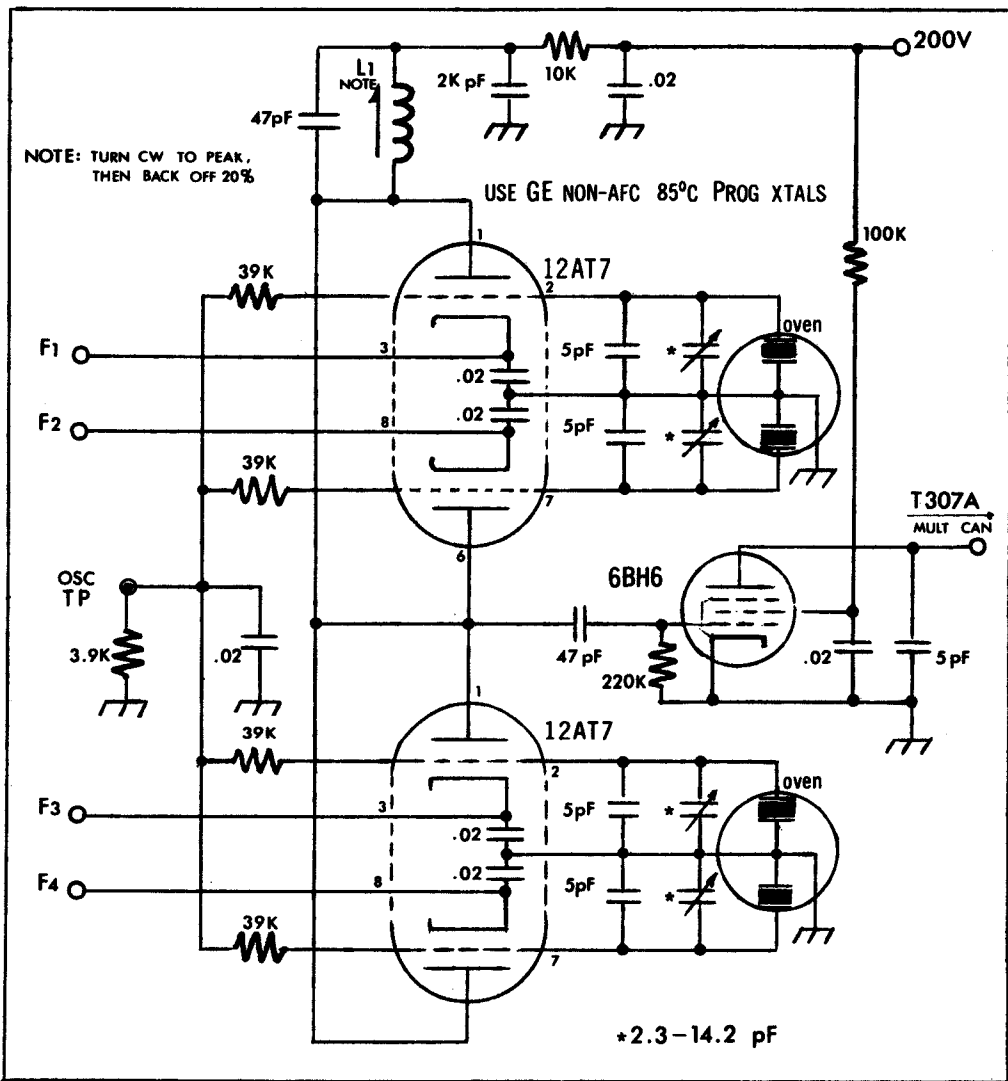 200V
L1
NOTE
2K pF
10K
.02
47pF
NOTE: TURN CW TO PEAK,
THEN BACK OFF 20%
USE GE NON-AFC 85°C PROG XTALS
100K
39K
1
12AT7
2
oven
F1
3
5pF
*
.02
F2
8
.02
5pF
*
39K
7
6
T307A
MULT CAN
OSC
TP
6BH6
3.9K
.02
47 pF
220K
.02
5 pF
1
12AT7
39K
2
oven
F3
3
5pF
*
.02
F4
8
.02
5pF
*
39K
7
*2.3-14.2 pF